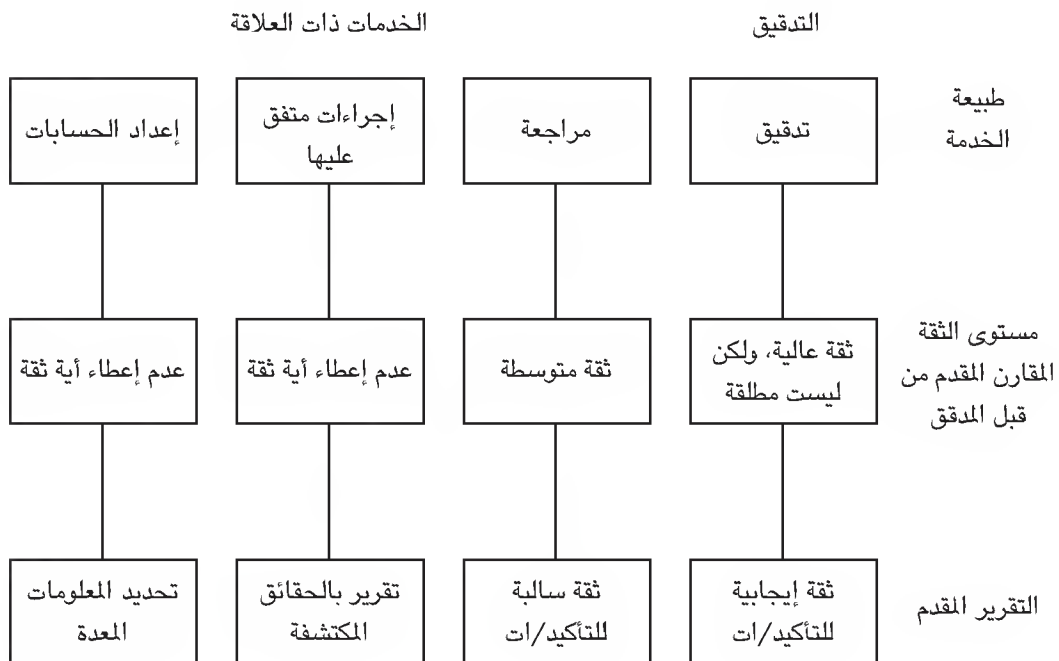 التدقيق
الخدمات ذات العلاقة
طبيعة
الخدمة
تدقيق
مراجعة
إجراءات متفق
عليها
إعداد الحسابات
مستوى الثقة
المقارن المقدم من
قبل المدقق
ثقة عالية، ولكن
ليست مطلقة
ثقة متوسطة
عدم إعطاء أية ثقة
عدم إعطاء أية ثقة
التقرير المقدم
ثقة إيجابية
للتأكيد/ات
ثقة سالبة
للتأكيد/ات
تقرير بالحقائق
المكتشفة
تحديد المعلومات
المعدة